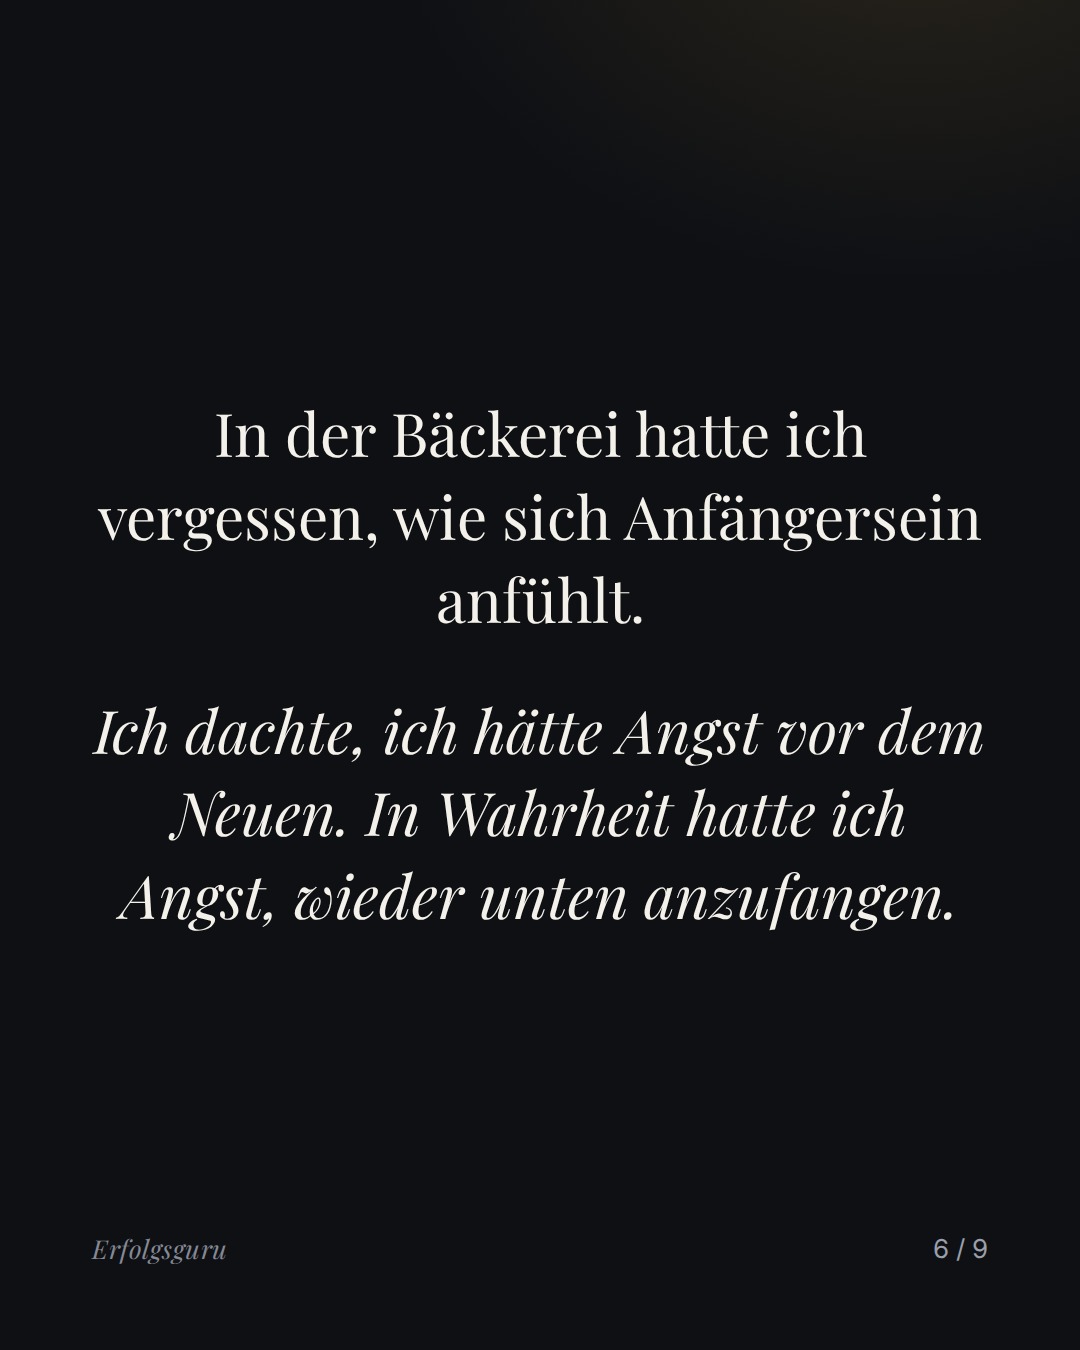 In der Bäckerei hatte ich
vergessen, wie sich Anfängersein
anfühlt.
Ich dachte, ich hätte Angst vor dem
Neuen. In Wahrheit hatte ich
Angst, wieder unten anzufangen.
Erfolgsguru
6 / 9